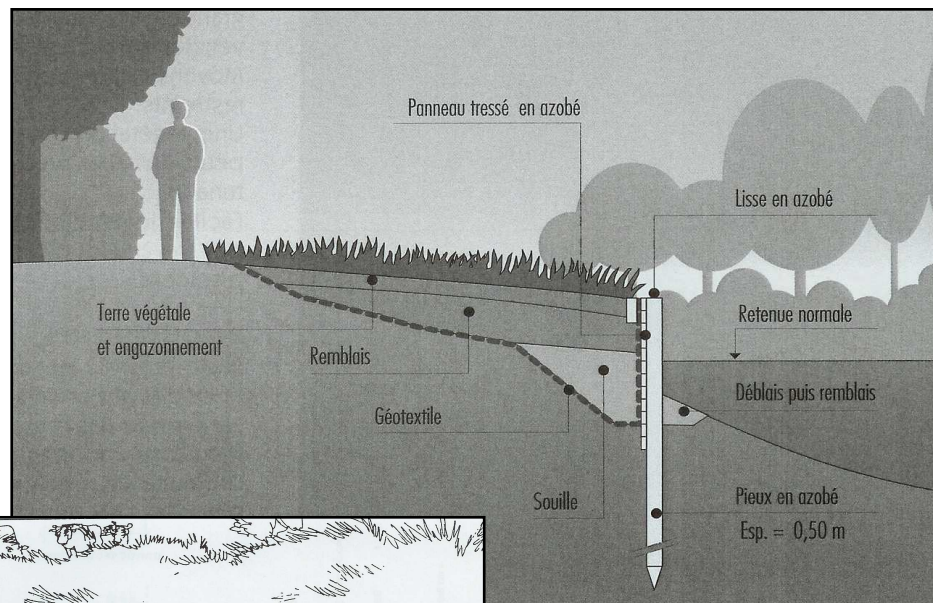 Panneau tressé en azobé
Lisse en azobé
Terre végétale
et engazonnement
Remblais
Retenue normale
Géotextile
Déblais puis remblais
Souille
Pieux en azobé
Esp. = 0,50 m